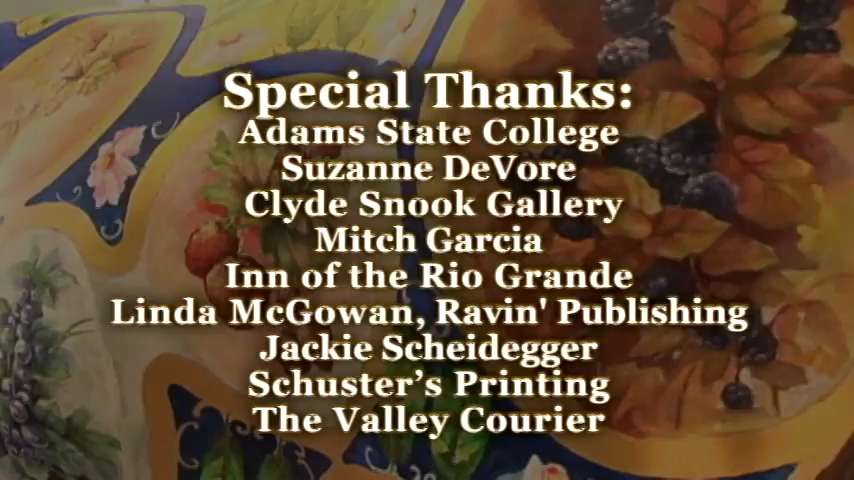 Special Thanks:
Adams State College
Suzanne DeVore
Clyde Snook Gallery
Mitch Garcia
Inn of the Rio Grande
Linda McGowan, Ravin' Publishing
Jackie Scheidegger
Schuster’s Printing
The Valley Courier